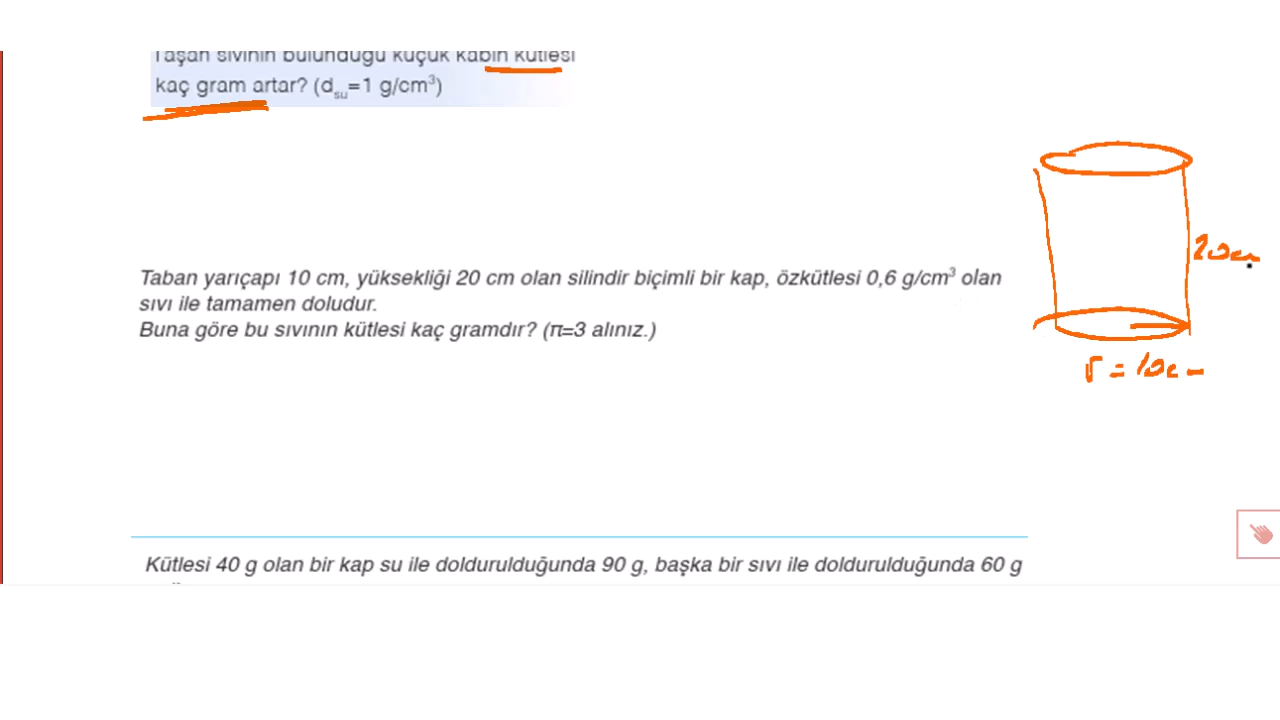 Taşan sıvının bulunduğu küçük kabın kütlesi
kaç gram artar? (dsu=1 g/cm³)
20cm
Taban yarıçapı 10 cm, yüksekliği 20 cm olan silindir biçimli bir kap, özkütlesi 0,6 g/cm³ olan
sıvı ile tamamen doludur.
Buna göre bu sıvının kütlesi kaç gramdır? (π=3 alınız.)
r = 10cm
Kütlesi 40 g olan bir kap su ile doldurulduğunda 90 g, başka bir sıvı ile doldurulduğunda 60 g